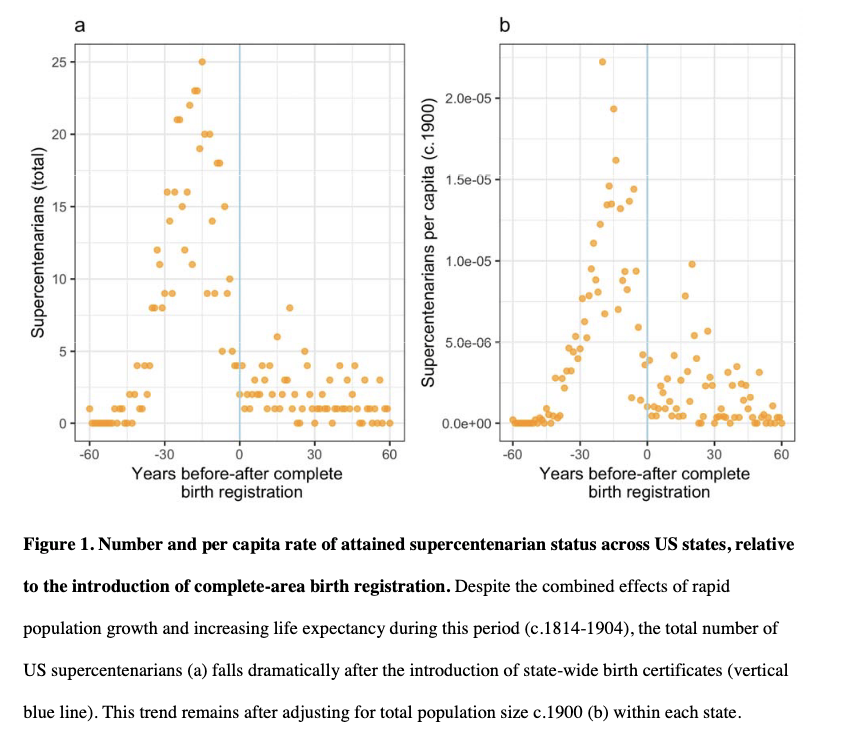 a
b
25
20
15
10
5
0
Supercentenarians (total)
-60
-30
0
30
60
Years before-after complete
birth registration
2.0e-05
1.5e-05
1.0e-05
5.0e-06
0.0e+00
Supercentenarians per capita (c.1900)
-60
-30
0
30
60
Years before-after complete
birth registration
Figure 1. Number and per capita rate of attained supercentenarian status across US states, relative
to the introduction of complete-area birth registration. Despite the combined effects of rapid
population growth and increasing life expectancy during this period (c.1814-1904), the total number of
US supercentenarians (a) falls dramatically after the introduction of state-wide birth certificates (vertical
blue line). This trend remains after adjusting for total population size c.1900 (b) within each state.